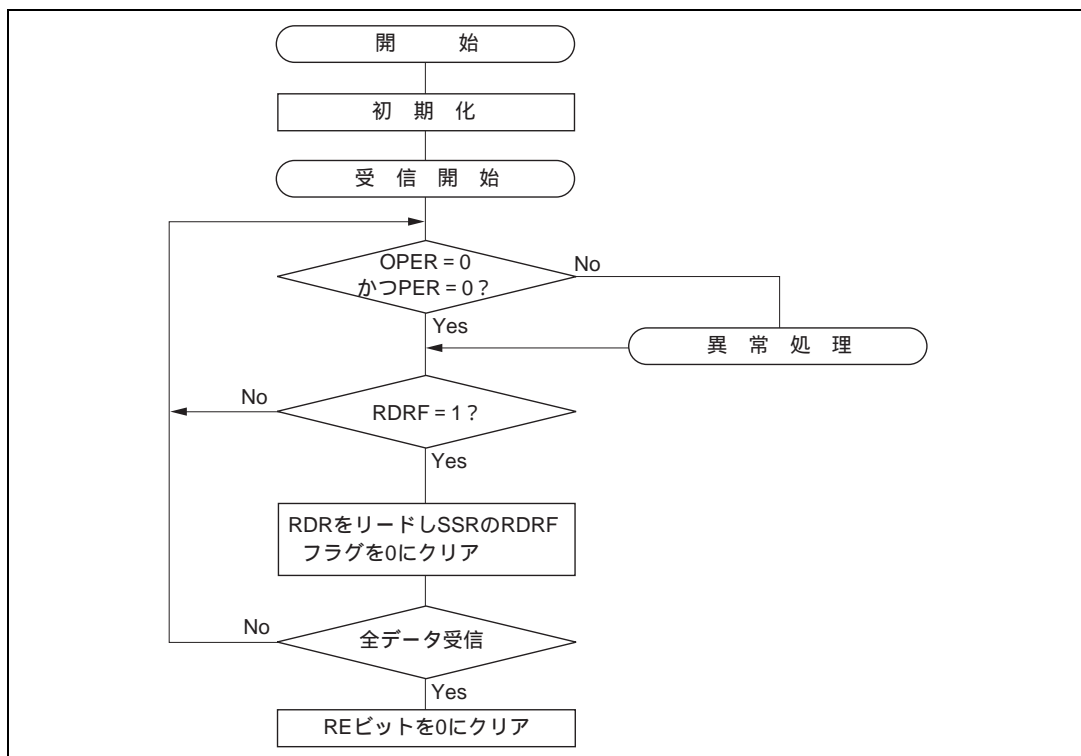 開始
初期化
受信開始
OPER = 0
かつPER = 0？
No
Yes
異常処理
No
RDRF = 1？
Yes
RDRをリードしSSRのRDRF
フラグを0にクリア
No
全データ受信
Yes
REビットを0にクリア